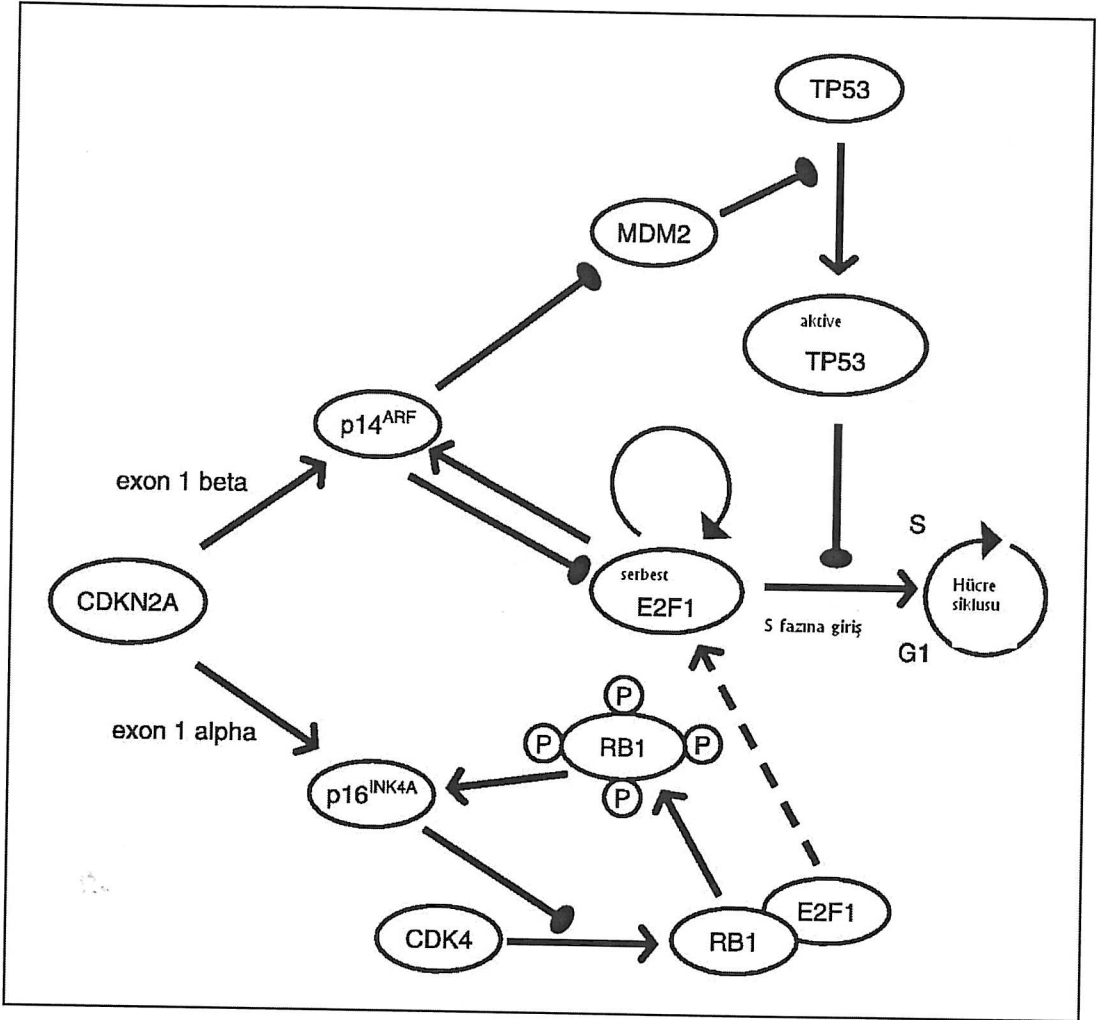 TP53
MDM2
aktive
TP53
p14ARF
exon 1 beta
S
serbest
E2F1
Hücre
siklusu
CDKN2A
S fazına giriş
G1
P
exon 1 alpha
P
RB1
P
p16INK4A
P
E2F1
CDK4
RB1